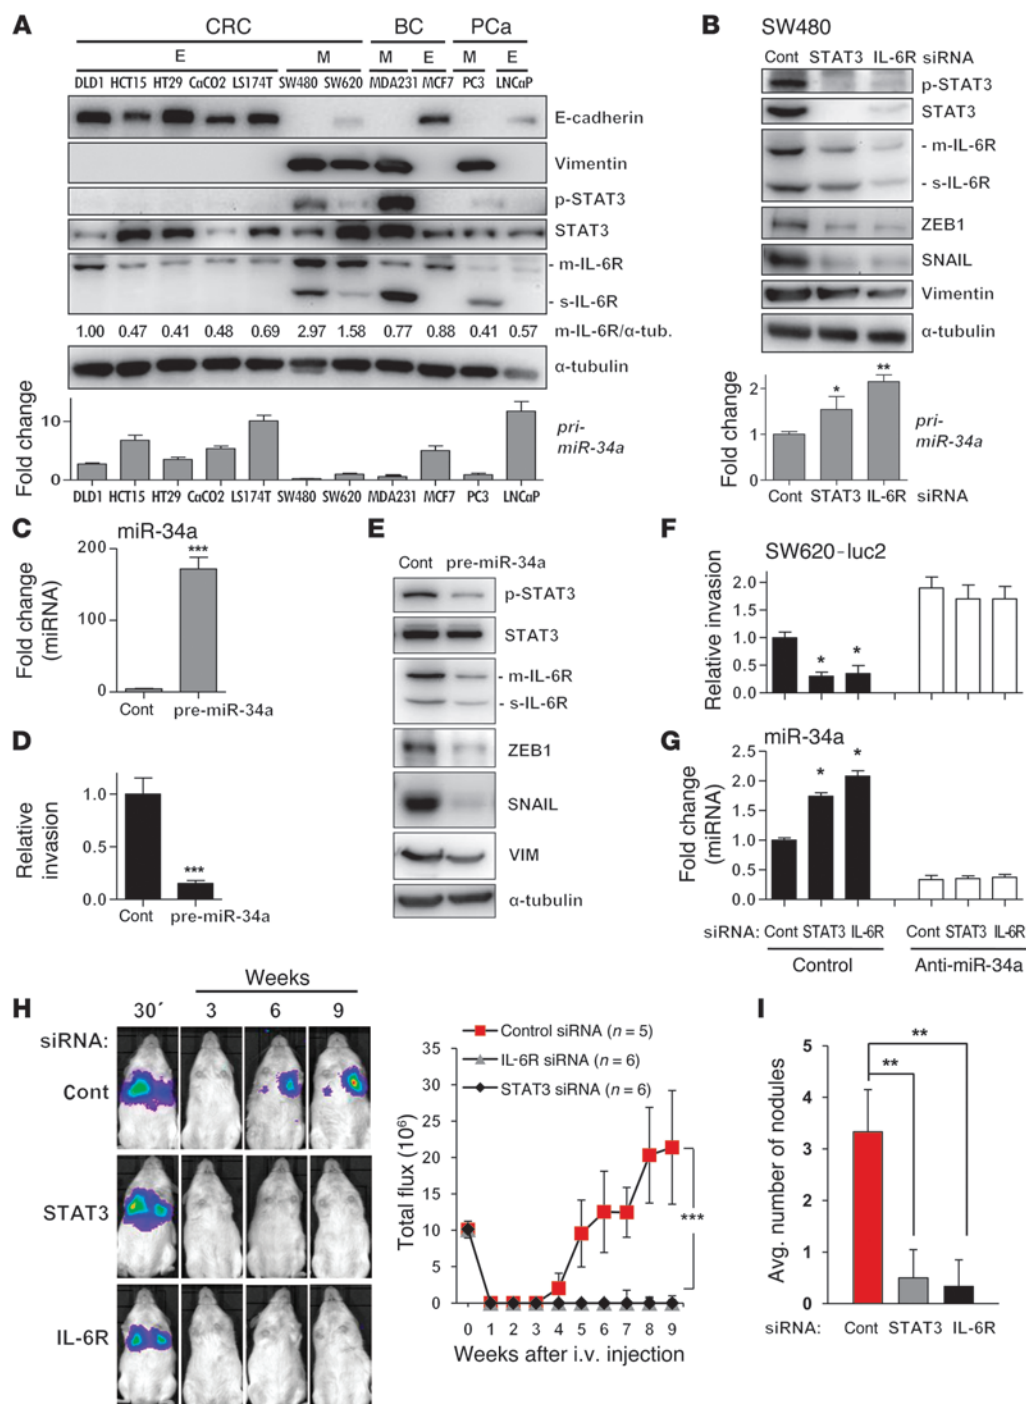 A
CRC BC PCa
E M M E M E
DLD1 HCT15 HT29 CaCO2 LS174T SW480 SW620 MDA231 MCF7 PC3 LNCaP
E-cadherin
Vimentin
p-STAT3
STAT3
- m-IL-6R
- s-IL-6R
1.00 0.47 0.41 0.48 0.69 2.97 1.58 0.77 0.88 0.41 0.57 m-IL-6R/α-tub.
α-tubulin
Fold change
10
0
pri-
miR-34a
DLD1 HCT15 HT29 CaCO2 LS174T SW480 SW620 MDA231 MCF7 PC3 LNCaP
B SW480
Cont STAT3 IL-6R siRNA
p-STAT3
STAT3
- m-IL-6R
- s-IL-6R
ZEB1
SNAIL
Vimentin
α-tubulin
Fold change
2
1
0
* **
pri-
miR-34a
Cont STAT3 IL-6R siRNA
C miR-34a
Fold change
(miRNA)
200
100
0
***
Cont pre-miR-34a
D
Relative
invasion
1.0
0.5
0.0
***
Cont pre-miR-34a
E
Cont pre-miR-34a
p-STAT3
STAT3
- m-IL-6R
- s-IL-6R
ZEB1
SNAIL
VIM
α-tubulin
F
SW620-luc2
Relative invasion
2.0
1.5
1.0
0.5
0.0
* *
G miR-34a
Fold change
(miRNA)
2.5
2.0
1.5
1.0
0.5
0.0
* *
siRNA: Cont STAT3 IL-6R Cont STAT3 IL-6R
Control Anti-miR-34a
H
Weeks
30´ 3 6 9
siRNA:
Cont
STAT3
IL-6R
Control siRNA (n = 5)
IL-6R siRNA (n = 6)
STAT3 siRNA (n = 6)
Total flux (10⁶)
35
30
25
20
15
10
5
0
***
0 1 2 3 4 5 6 7 8 9
Weeks after i.v. injection
I
**
**
Avg. number of nodules
5
4
3
2
1
0
siRNA: Cont STAT3 IL-6R